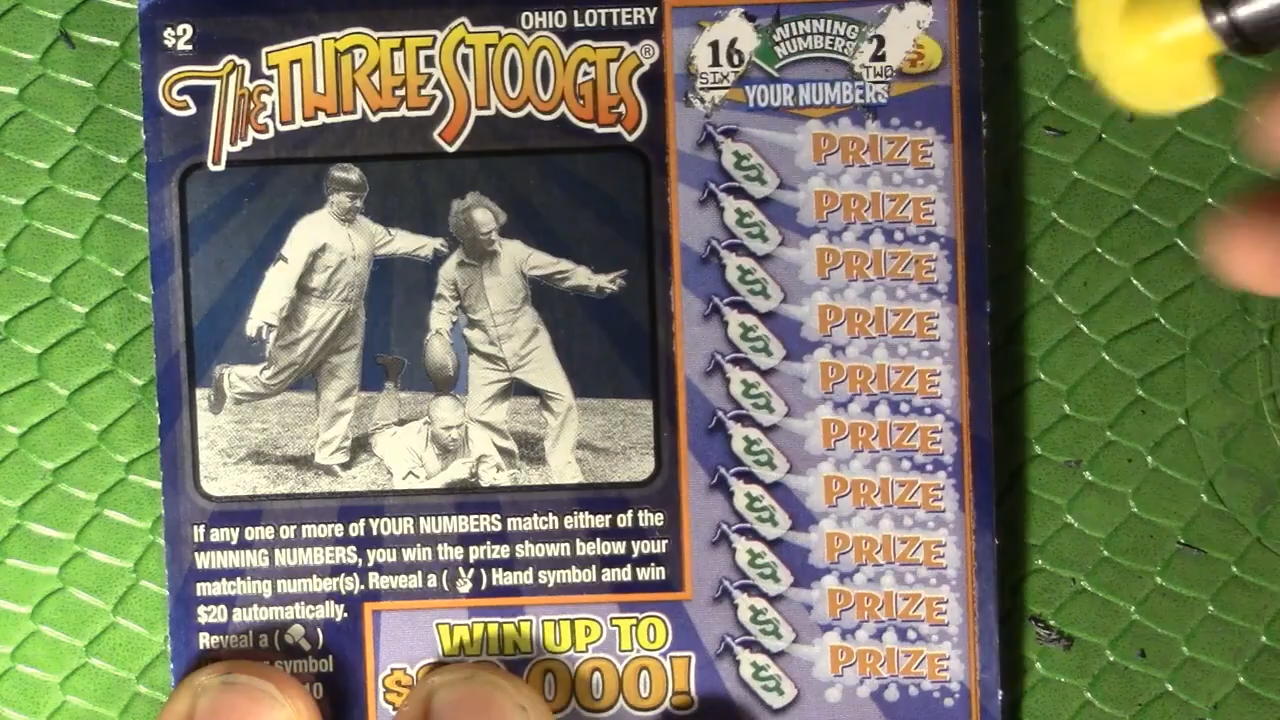 OHIO LOTTERY
$2
The THREE STOOGES®
16
2
TWO
WINNING
NUMBERS
YOUR NUMBERS
PRIZE
PRIZE
PRIZE
PRIZE
PRIZE
PRIZE
PRIZE
PRIZE
PRIZE
PRIZE
If any one or more of YOUR NUMBERS match either of the
WINNING NUMBERS, you win the prize shown below your
matching number(s). Reveal a ( ) Hand symbol and win
$20 automatically.
Reveal a ( )
symbol
WIN UP TO